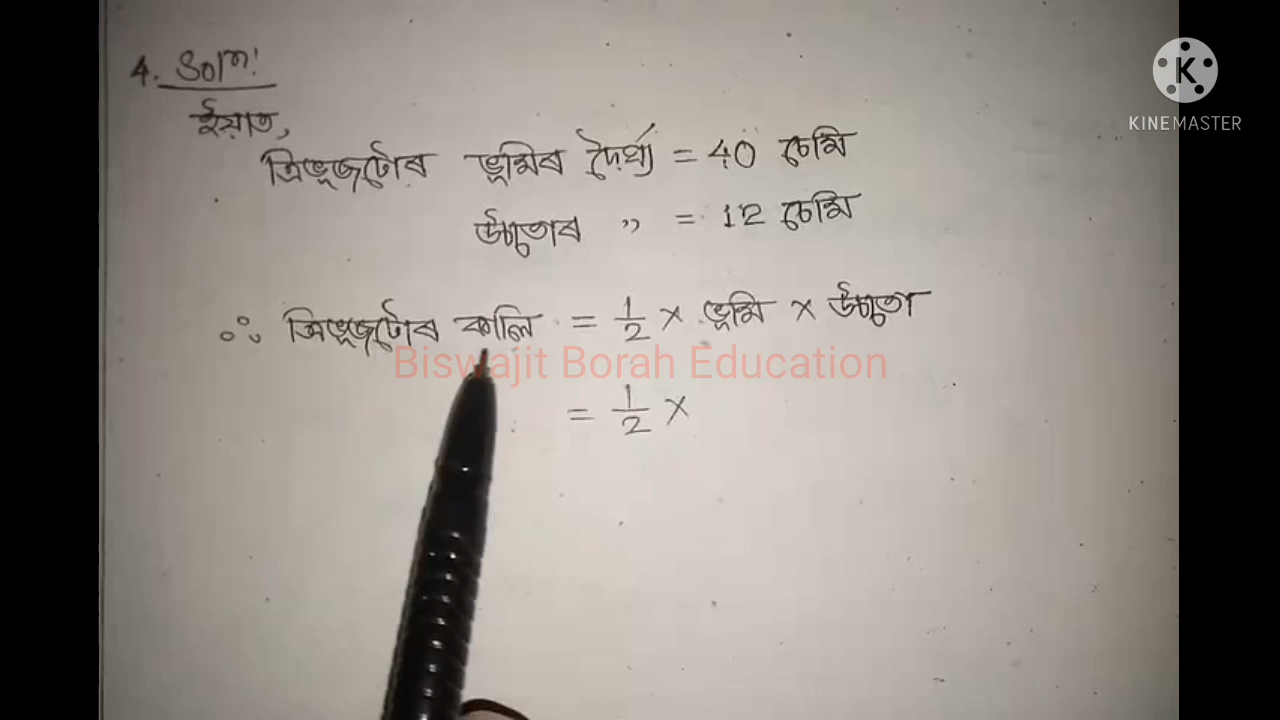 4. Solⁿ!
ইয়াত,
ত্ৰিভূজটোৰ ভূমিৰ দৈৰ্ঘ্য = 40 চেমি
উচ্চতাৰ ,, = 12 চেমি
∴ ত্ৰিভূজটোৰ কালি = 1/2 × ভূমি × উচ্চতা
= 1/2 ×
Biswajit Borah Education
K
KINEMASTER